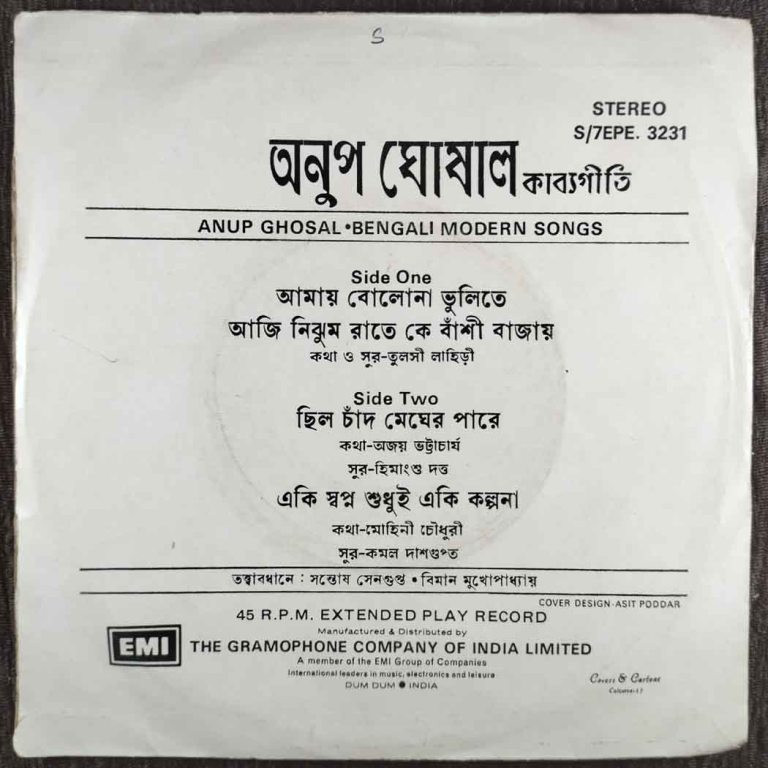 S
STEREO
S/7EPE. 3231
অনুপ ঘোষাল কাব্যগীতি
ANUP GHOSAL•BENGALI MODERN SONGS
Side One
আমায় বোলোনা ভুলিতে
আজি নিঝুম রাতে কে বাঁশী বাজায়
কথা ও সুর-তুলসী লাহিড়ী
Side Two
ছিল চাঁদ মেঘের পারে
কথা-অজয় ভট্টাচার্য
সুর-হিমাংশু দত্ত
একি স্বপ্ন শুধুই একি কল্পনা
কথা-মোহিনী চৌধুরী
সুর-কমল দাশগুপ্ত
তত্ত্বাবধানে : সন্তোষ সেনগুপ্ত • বিমান মুখোপাধ্যায়
COVER DESIGN-ASIT PODDAR
45 R.P.M. EXTENDED PLAY RECORD
Manufactured & Distributed by
EMI THE GRAMOPHONE COMPANY OF INDIA LIMITED
A member of the EMI Group of Companies
International leaders in music, electronics and leisure
DUM DUM ● INDIA
Covers &